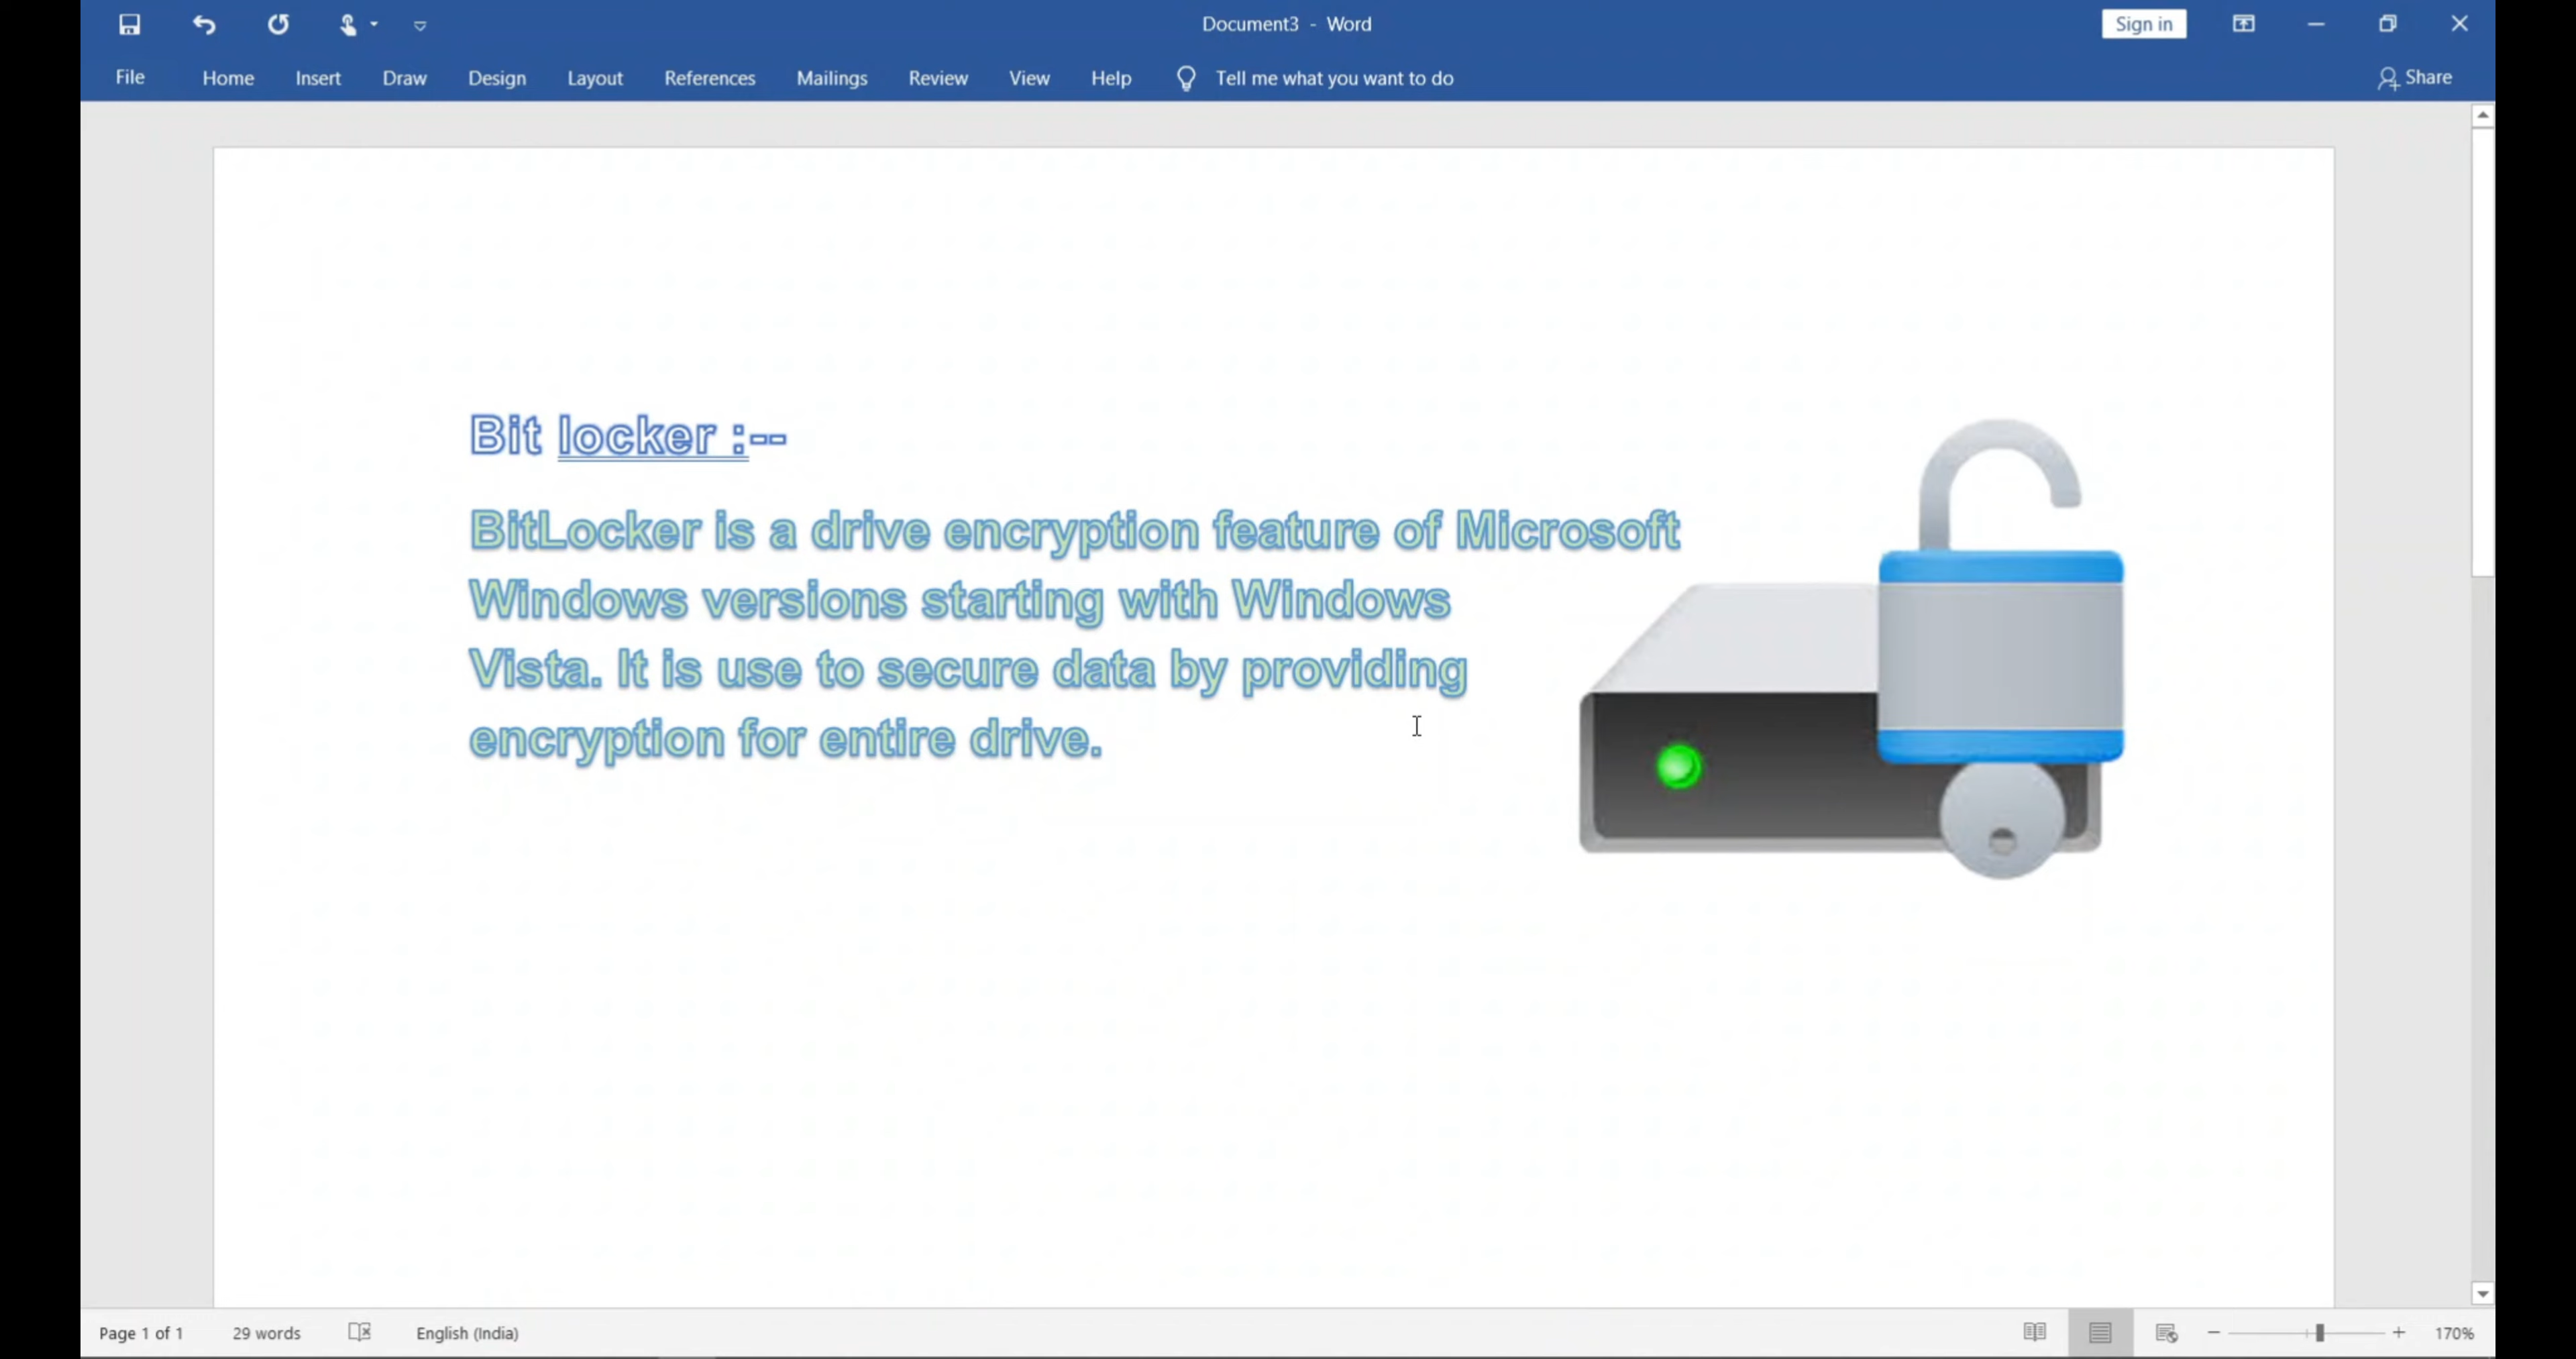 Document3 - Word
Sign in
File Home Insert Draw Design Layout References Mailings Review View Help Tell me what you want to do Share
Bit locker :--
BitLocker is a drive encryption feature of Microsoft
Windows versions starting with Windows
Vista. It is use to secure data by providing
encryption for entire drive.
Page 1 of 1 29 words English (India) 170%